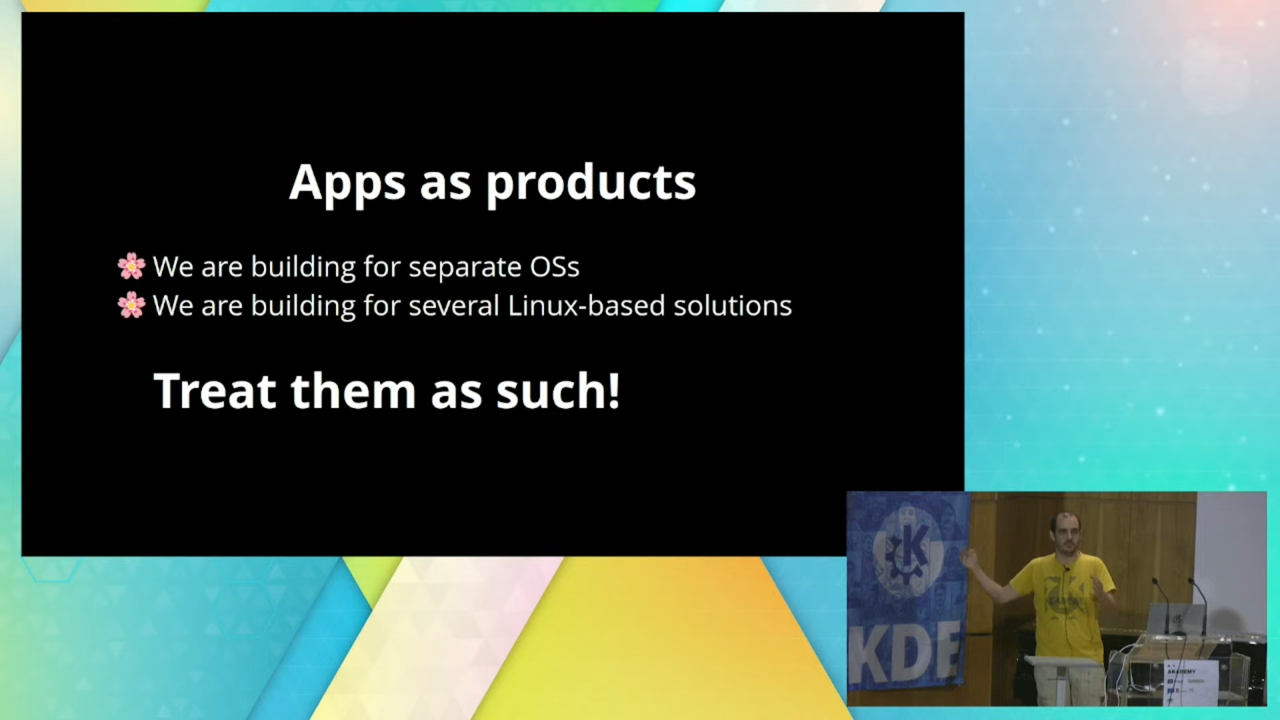 Apps as products
We are building for separate OSs
We are building for several Linux-based solutions
Treat them as such!
K
KDE
AKADEMY